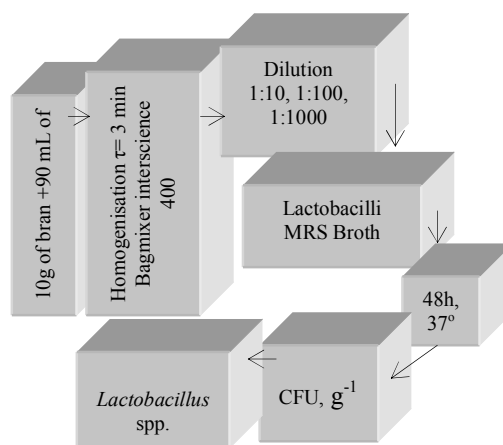 10g of bran +90 mL of
Homogenisation τ= 3 min
Bagmixer interscience
400
Dilution
1:10, 1:100,
1:1000
Lactobacilli
MRS Broth
48h,
37º
CFU, g⁻¹
Lactobacillus
spp.